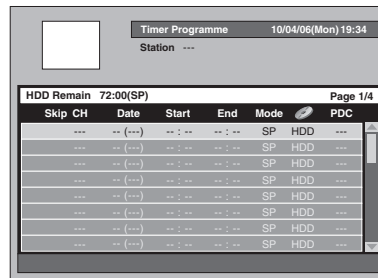 Timer Programme 10/04/06(Mon) 19:34
Station ---
HDD Remain 72:00(SP) Page 1/4
Skip CH Date Start End Mode PDC
--- -- (---) -- : -- -- : -- SP HDD ---
--- -- (---) -- : -- -- : -- SP HDD ---
--- -- (---) -- : -- -- : -- SP HDD ---
--- -- (---) -- : -- -- : -- SP HDD ---
--- -- (---) -- : -- -- : -- SP HDD ---
--- -- (---) -- : -- -- : -- SP HDD ---
--- -- (---) -- : -- -- : -- SP HDD ---
--- -- (---) -- : -- -- : -- SP HDD ---